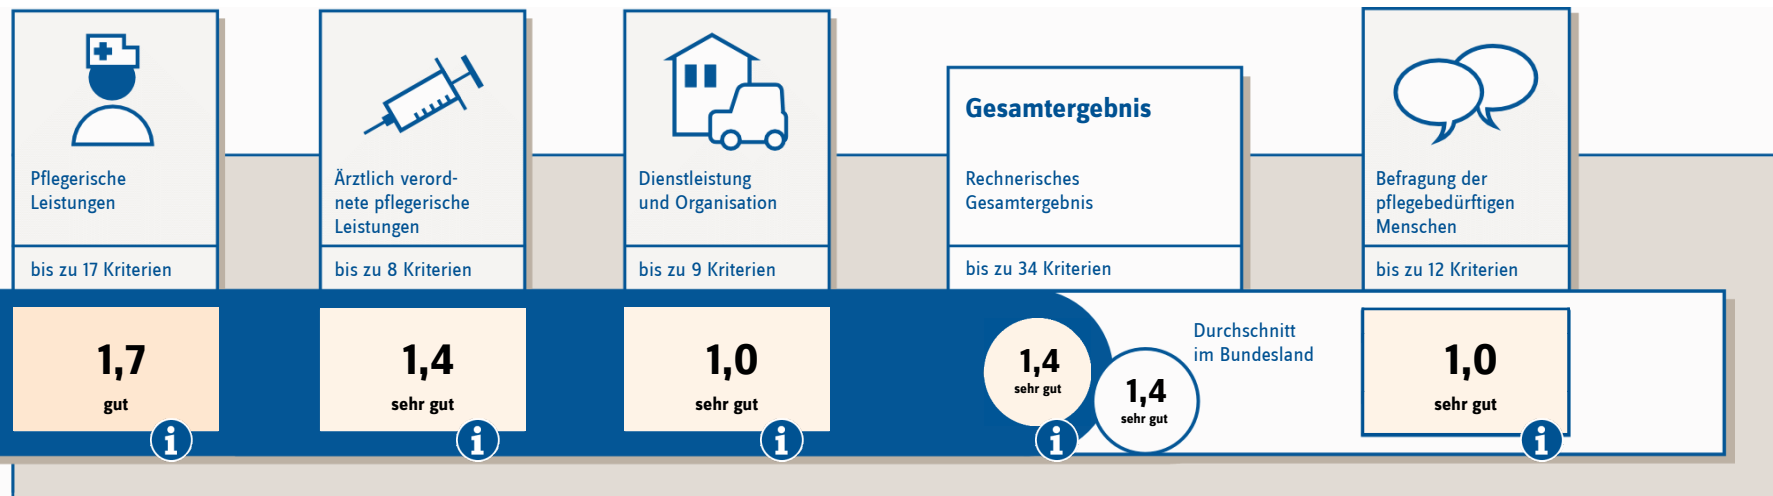 Pflegerische
Leistungen
bis zu 17 Kriterien
1,7
gut
Ärztlich verord-
nete pflegerische
Leistungen
bis zu 8 Kriterien
1,4
sehr gut
Dienstleistung
und Organisation
bis zu 9 Kriterien
1,0
sehr gut
Gesamtergebnis
Rechnerisches
Gesamtergebnis
bis zu 34 Kriterien
1,4
sehr gut
Durchschnitt
im Bundesland
1,4
sehr gut
Befragung der
pflegebedürftigen
Menschen
bis zu 12 Kriterien
1,0
sehr gut